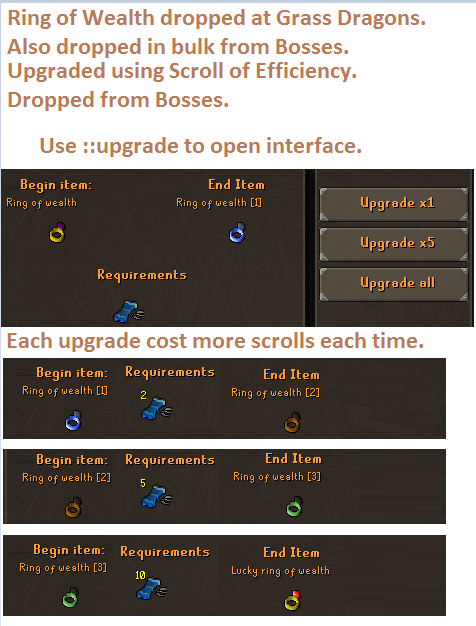 Ring of Wealth dropped at Grass Dragons.
Also dropped in bulk from Bosses.
Upgraded using Scroll of Efficiency.
Dropped from Bosses.
Use ::upgrade to open interface.
Begin item: End Item
Ring of wealth Ring of wealth [1]
Requirements
Upgrade x1
Upgrade x5
Upgrade all
Each upgrade cost more scrolls each time.
Begin item: Requirements End Item
Ring of wealth [1] Ring of wealth [2]
2
Begin item: Requirements End Item
Ring of wealth [2] Ring of wealth [3]
5
Begin item: Requirements End Item
Ring of wealth [3] Lucky ring of wealth
10